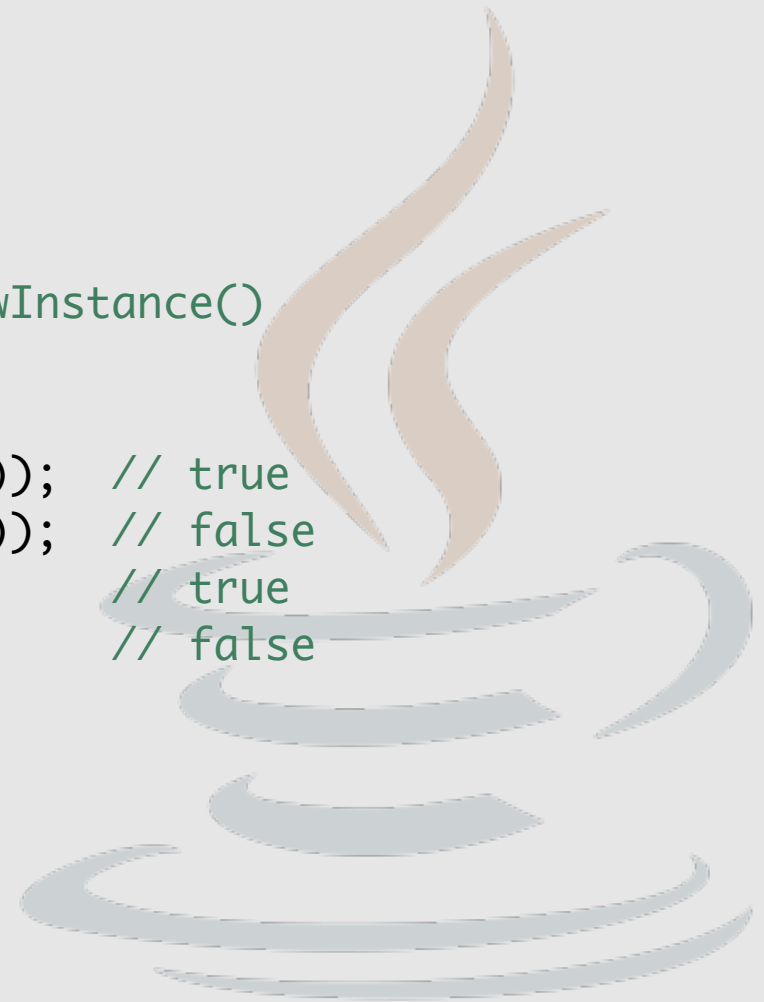 wInstance()
)); // true
)); // false
// true
// false